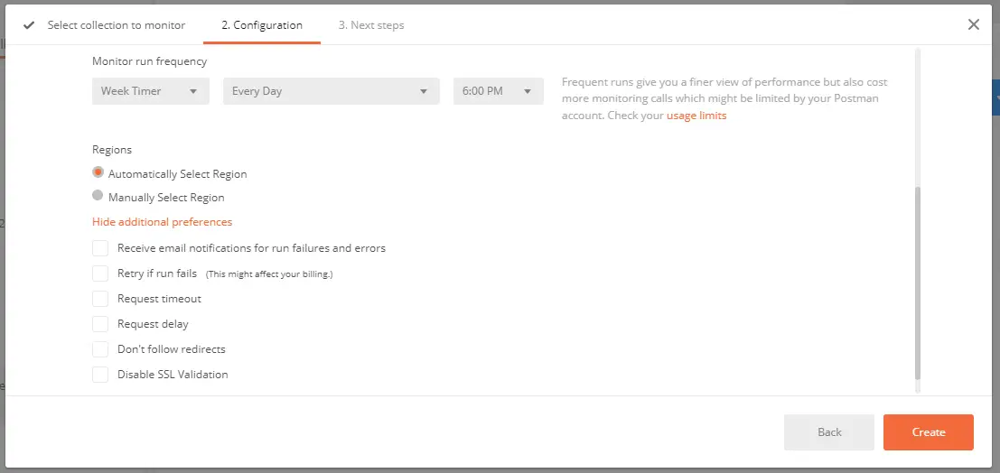 Select collection to monitor
2. Configuration
3. Next steps
Monitor run frequency
Week Timer
Every Day
6:00 PM
Frequent runs give you a finer view of performance but also cost
more monitoring calls which might be limited by your Postman
account. Check your usage limits
Regions
Automatically Select Region
Manually Select Region
Hide additional preferences
Receive email notifications for run failures and errors
Retry if run fails (This might affect your billing.)
Request timeout
Request delay
Don't follow redirects
Disable SSL Validation
Back
Create